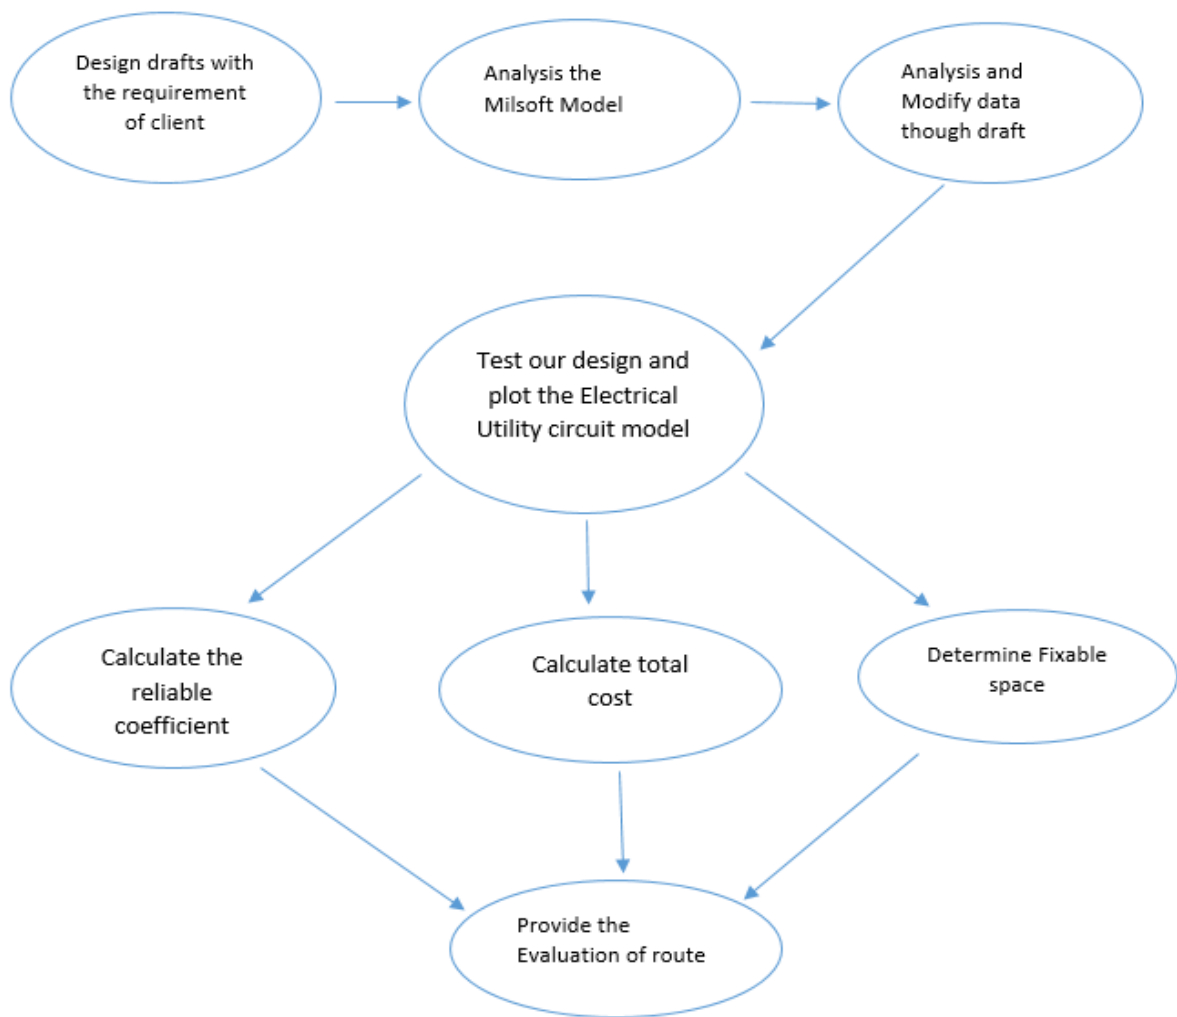 Design drafts with
the requirement
of client
Analysis the
Milsoft Model
Analysis and
Modify data
though draft
Test our design and
plot the Electrical
Utility circuit model
Calculate the
reliable
coefficient
Calculate total
cost
Determine Fixable
space
Provide the
Evaluation of route